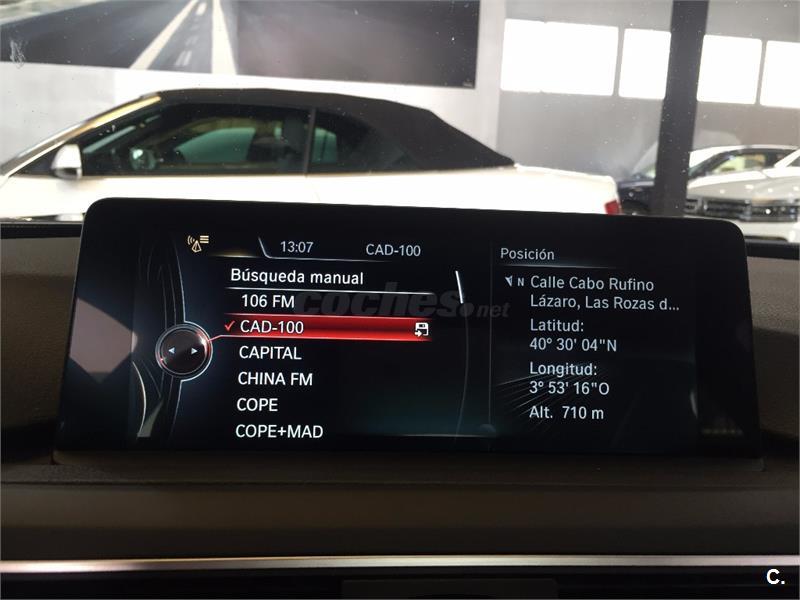 13:07 CAD-100
Búsqueda manual
106 FM
✓ CAD-100
CAPITAL
CHINA FM
COPE
COPE+MAD
Posición
N Calle Cabo Rufino
Lázaro, Las Rozas d...
Latitud:
40° 30' 04"N
Longitud:
3° 53' 16"O
Alt. 710 m
coches.net
C.